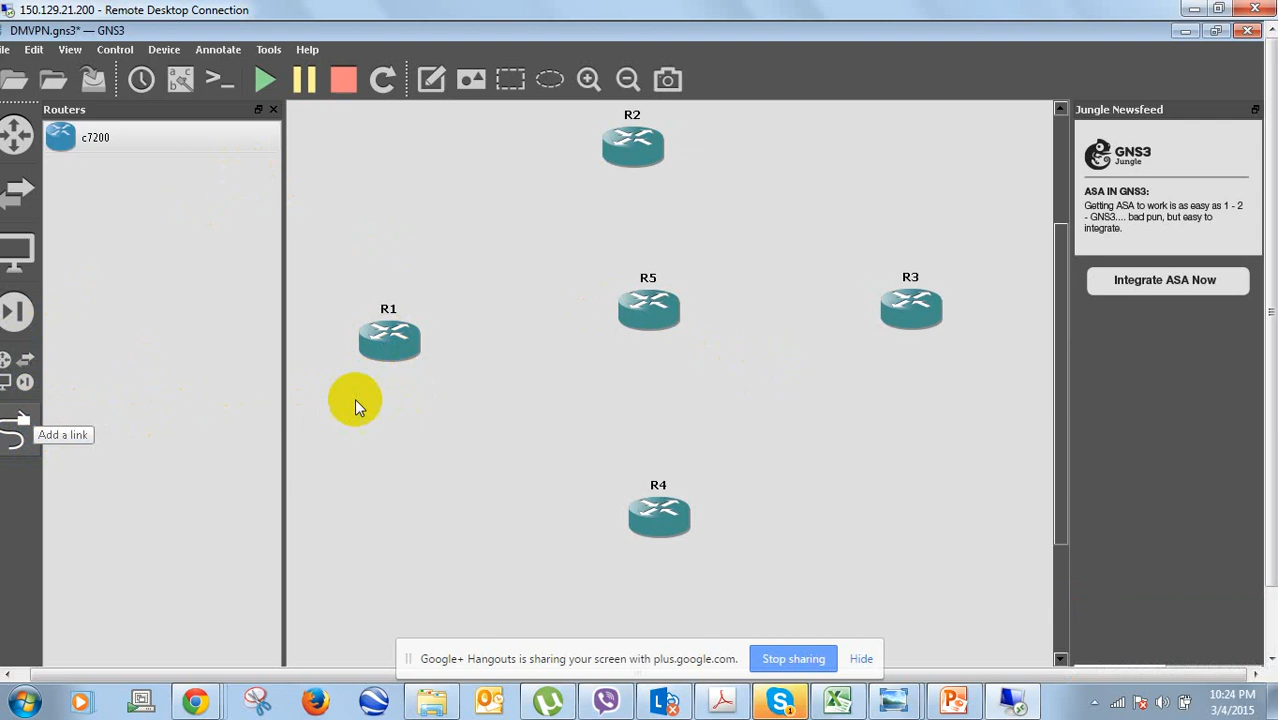 150.129.21.200 - Remote Desktop Connection
DMVPN.gns3* — GNS3
ile Edit View Control Device Annotate Tools Help
Routers
c7200
Add a link
R2
R5
R3
R1
R4
Jungle Newsfeed
GNS3
Jungle
ASA IN GNS3:
Getting ASA to work is as easy as 1 - 2
- GNS3.... bad pun, but easy to
integrate.
Integrate ASA Now
Google+ Hangouts is sharing your screen with plus.google.com. Stop sharing Hide
10:24 PM
3/4/2015